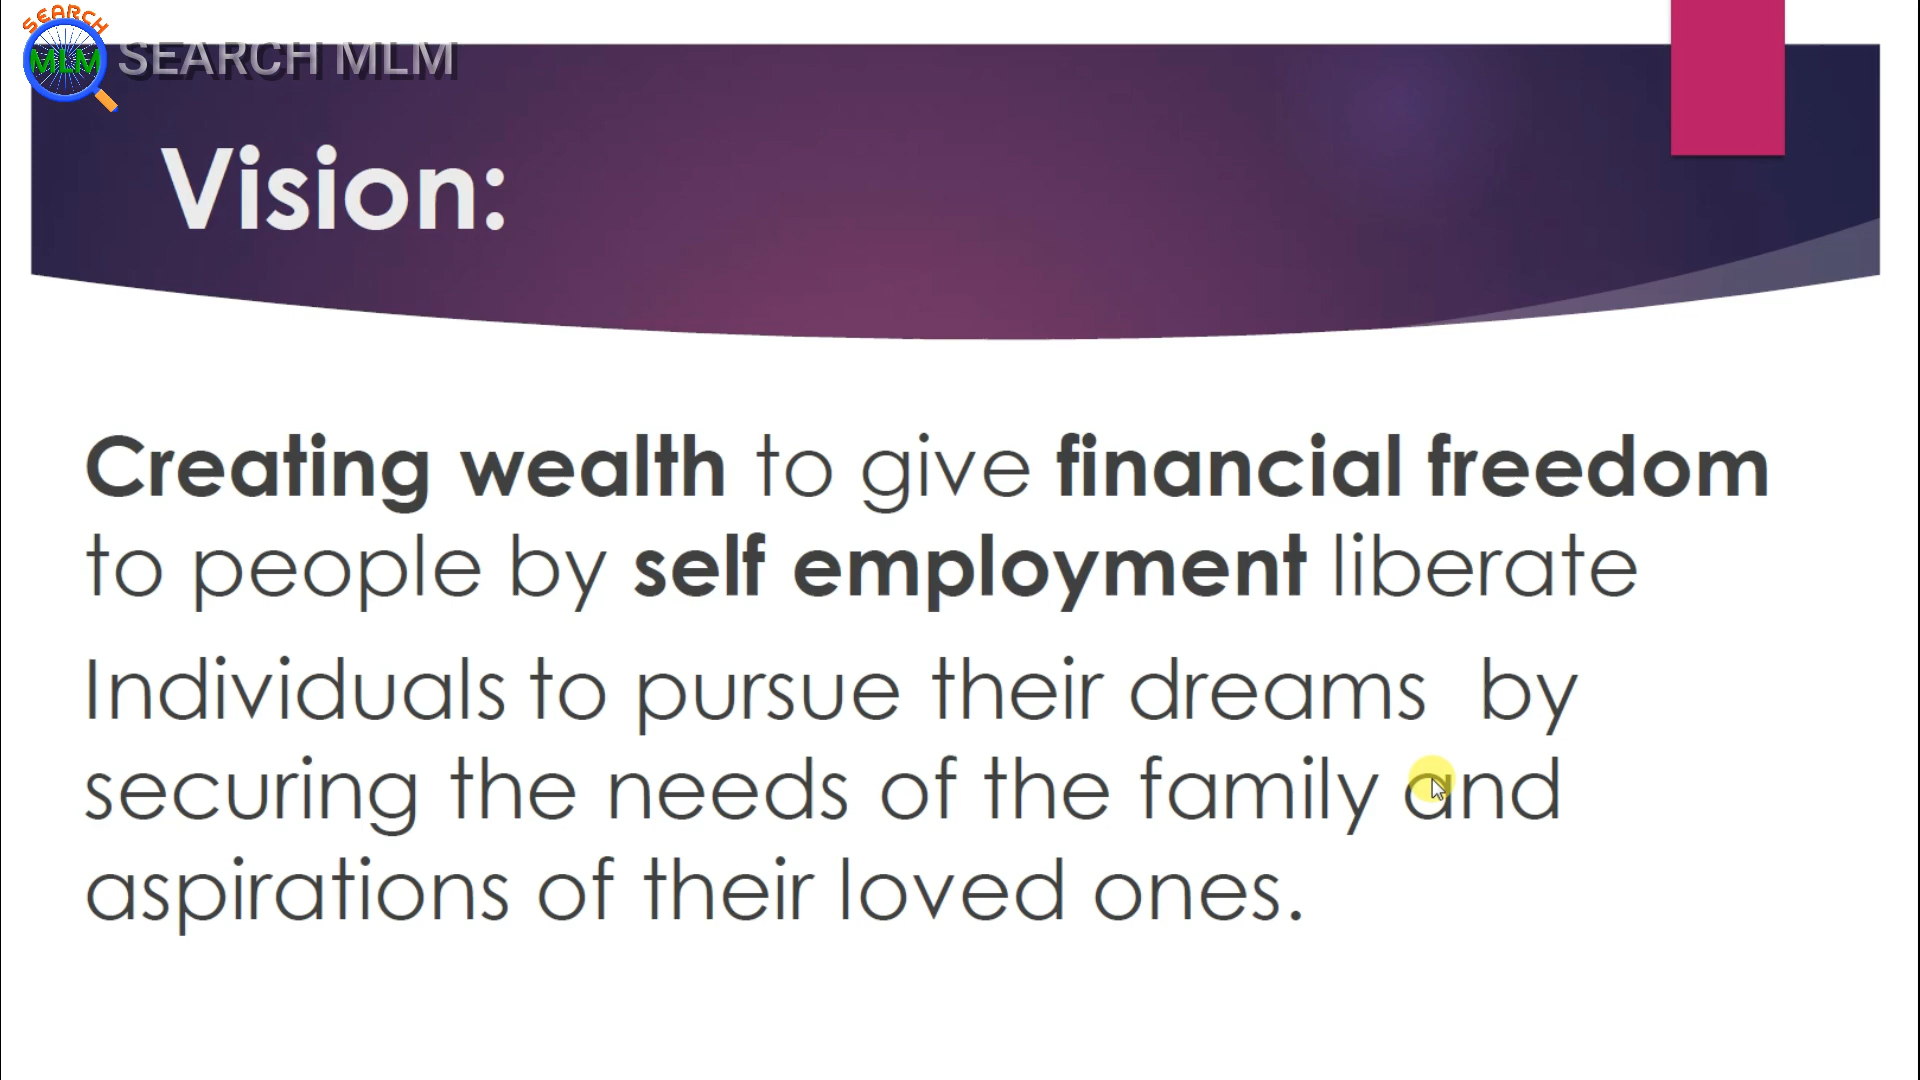 SEARCH
MLM
SEARCH MLM
Vision:
Creating wealth to give financial freedom
to people by self employment liberate
Individuals to pursue their dreams  by
securing the needs of the family and
aspirations of their loved ones.